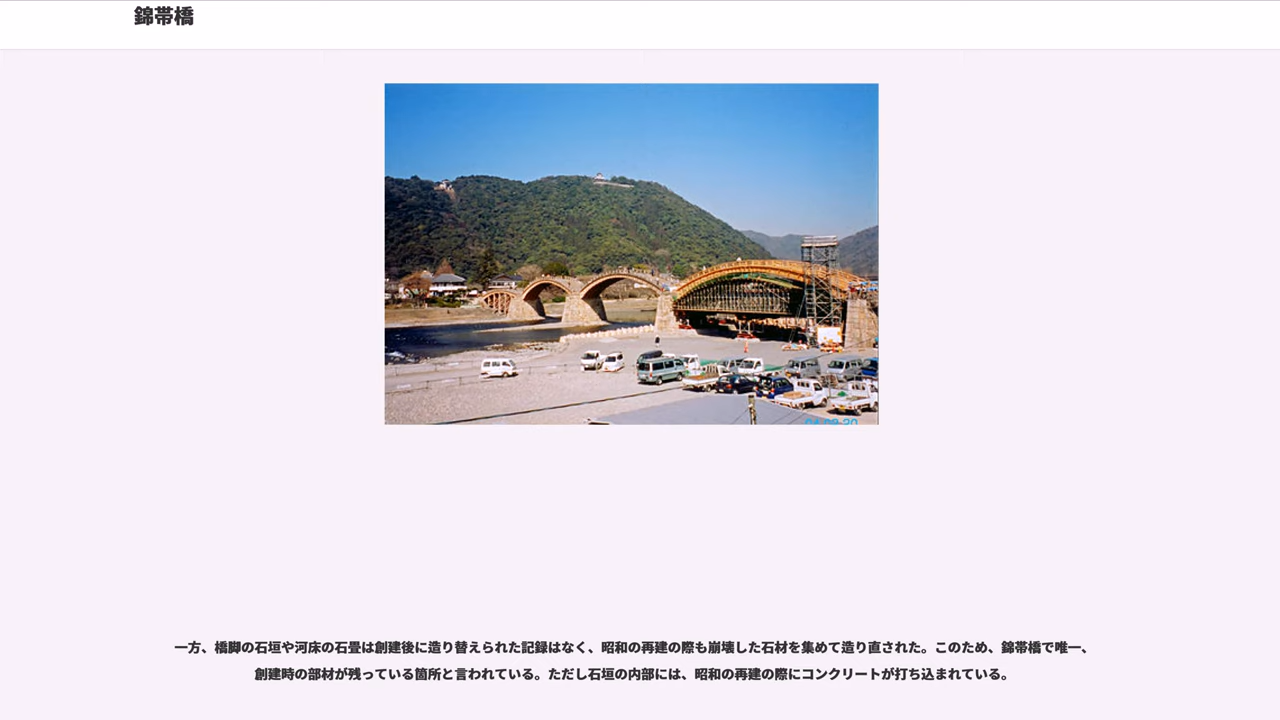 錦帯橋
一方、橋脚の石垣や河床の石畳は創建後に造り替えられた記録はなく、昭和の再建の際も崩壊した石材を集めて造り直された。このため、錦帯橋で唯一、
創建時の部材が残っている箇所と言われている。ただし石垣の内部には、昭和の再建の際にコンクリートが打ち込まれている。